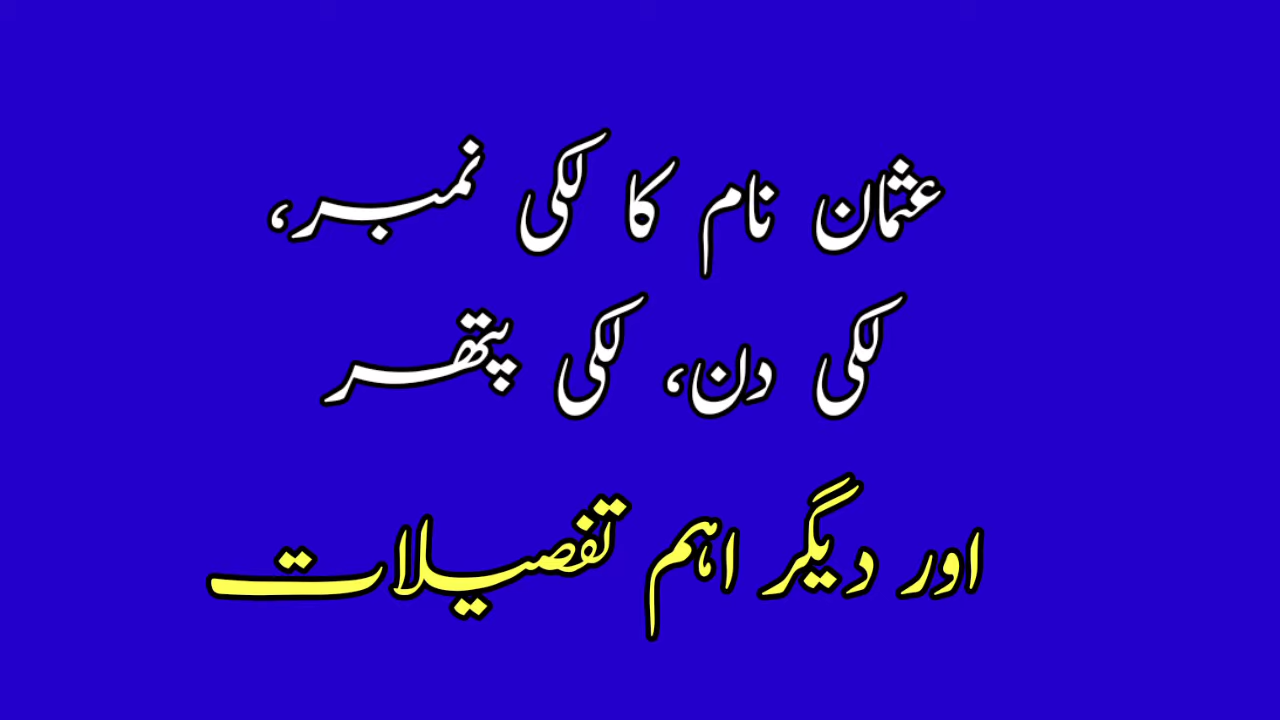 عثمان نام کا لکی نمبر،
لکی دن، لکی پتھر
اور دیگر اہم تفصیلات